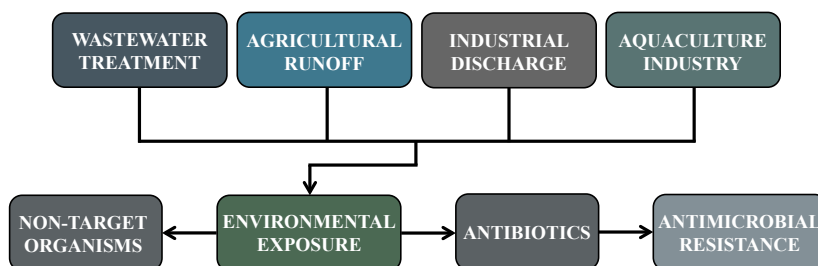 WASTEWATER
TREATMENT
AGRICULTURAL
RUNOFF
INDUSTRIAL
DISCHARGE
AQUACULTURE
INDUSTRY
NON-TARGET
ORGANISMS
ENVIRONMENTAL
EXPOSURE
ANTIBIOTICS
ANTIMICROBIAL
RESISTANCE